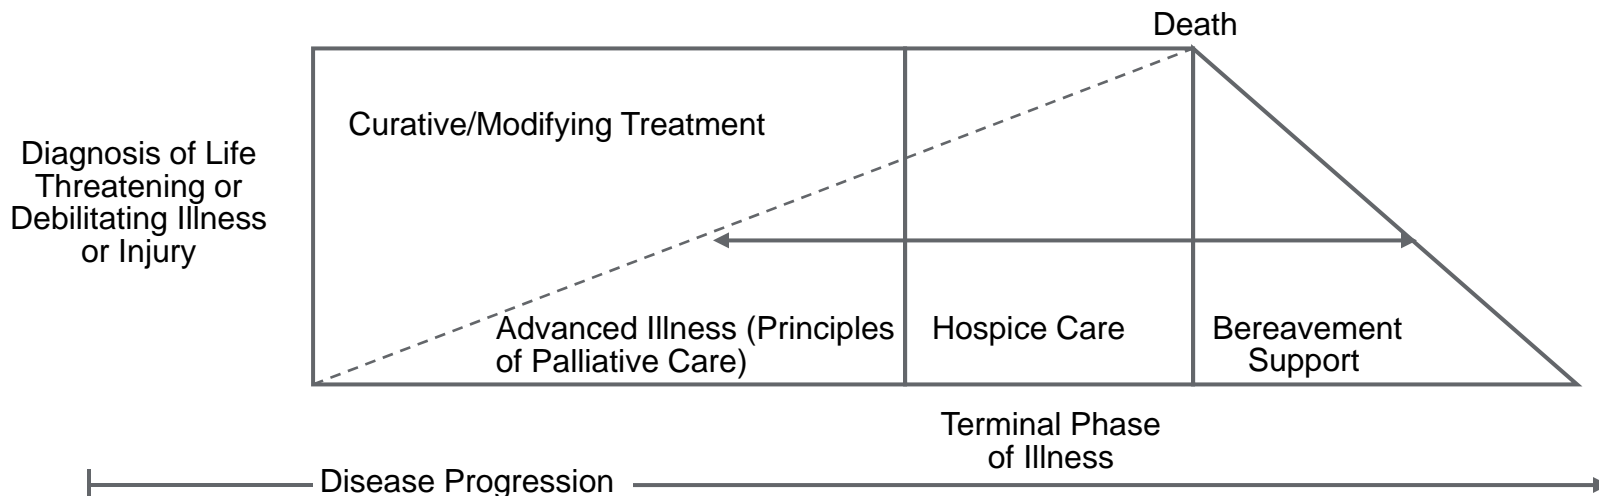 Death
Curative/Modifying Treatment
Diagnosis of Life
Threatening or
Debilitating Illness
or Injury
Advanced Illness (Principles
of Palliative Care)
Hospice Care
Bereavement
Support
Terminal Phase
of Illness
Disease Progression